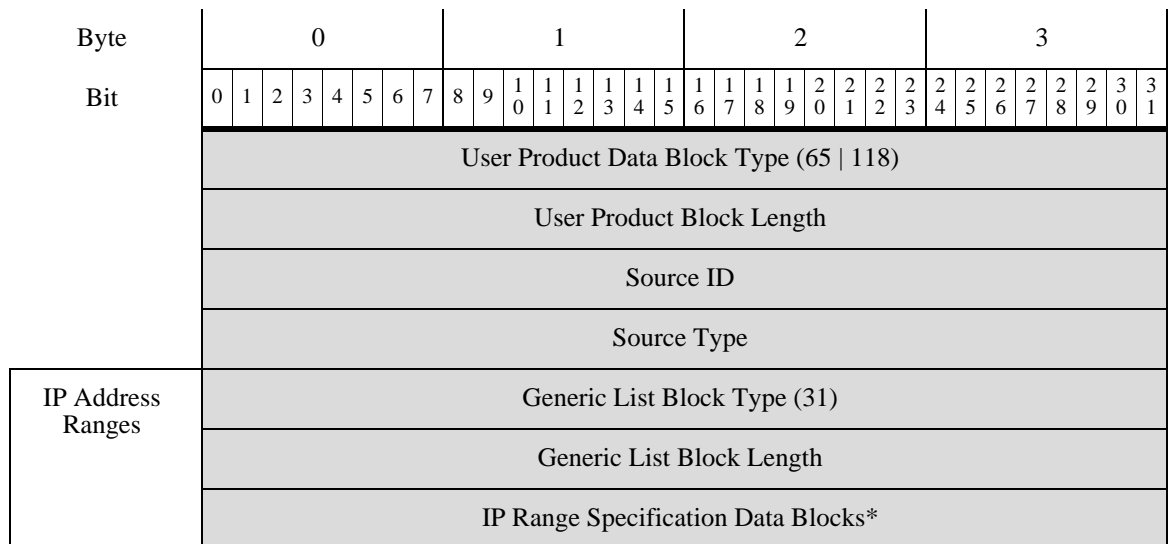 Byte 0 1 2 3
Bit 0 1 2 3 4 5 6 7 8 9 10 11 12 13 14 15 16 17 18 19 20 21 22 23 24 25 26 27 28 29 30 31
User Product Data Block Type (65 | 118)
User Product Block Length
Source ID
Source Type
IP Address
Ranges
Generic List Block Type (31)
Generic List Block Length
IP Range Specification Data Blocks*